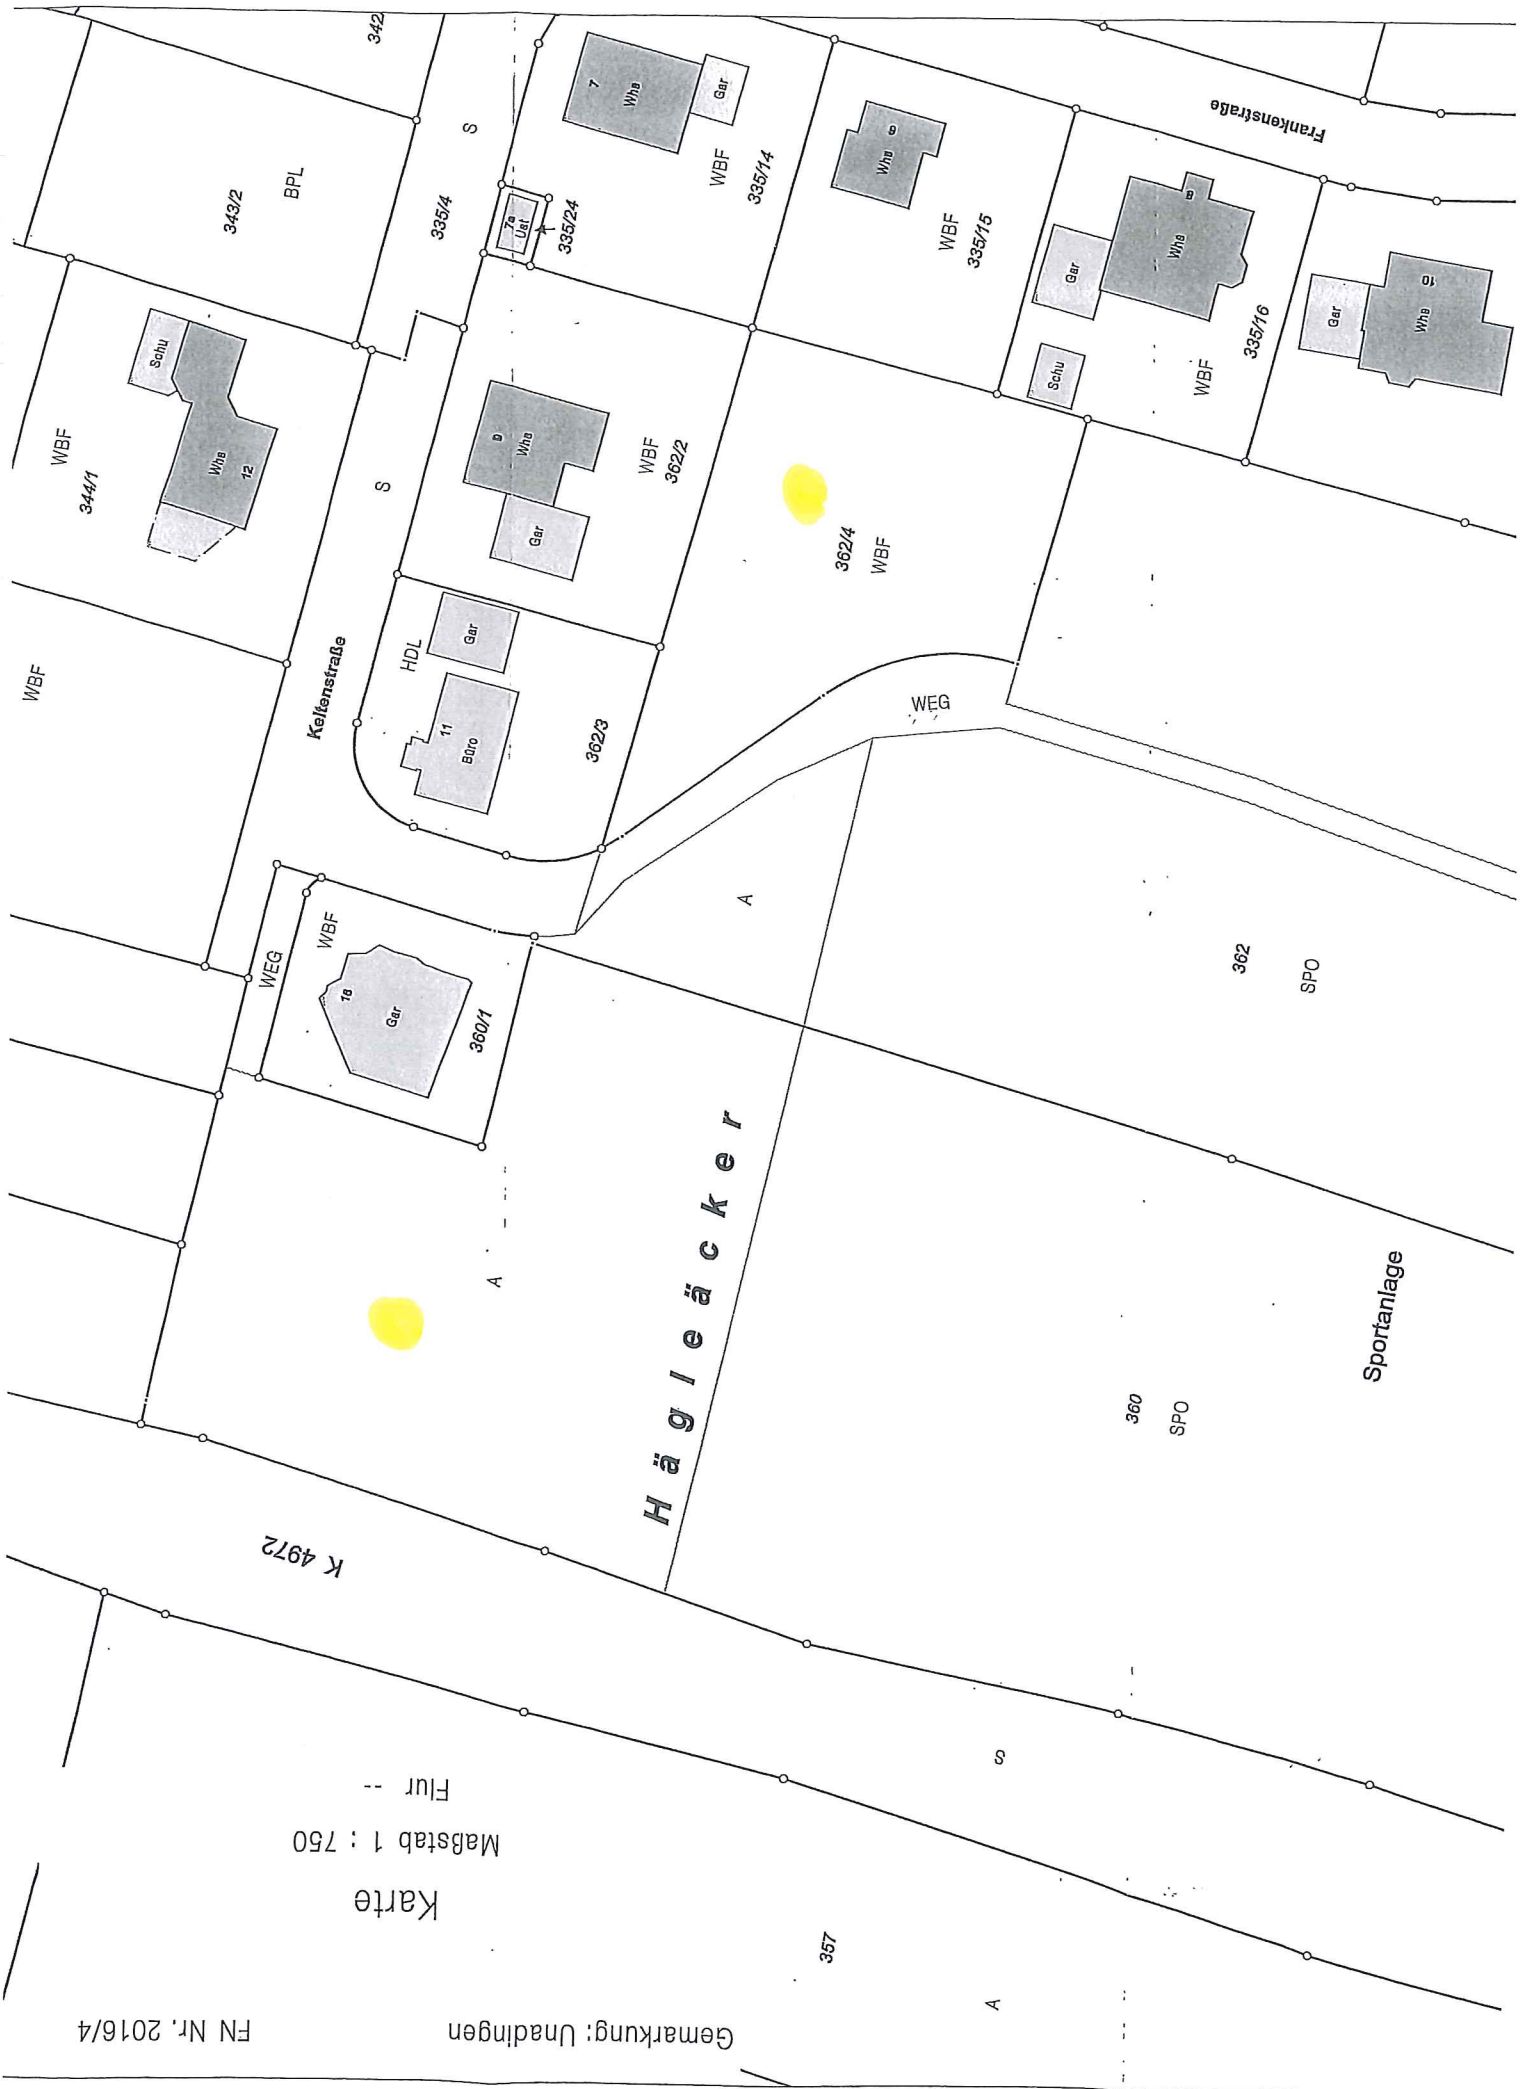 Gemarkung: Unadingen
FN Nr. 2016/4
Karte
Maßstab 1 : 750
Flur --
K 4972
S
357
A
Hägleäcker
A
A
360
SPO
Sportanlage
362
SPO
WEG
WEG
WBF
16
Gar
360/1
WBF
Keltenstraße
HDL
Gar
11
Büro
362/3
344/1
WBF
Schu
Whs
12
S
Whs
Gar
WBF
362/2
362/4
WBF
343/2
BPL
342
335/4
S
7a
Ust
335/24
7
Whs
Gar
WBF
335/14
Whs
WBF
335/15
Frankenstraße
Gar
8
Whs
Schu
WBF
335/16
Gar
10
Whs